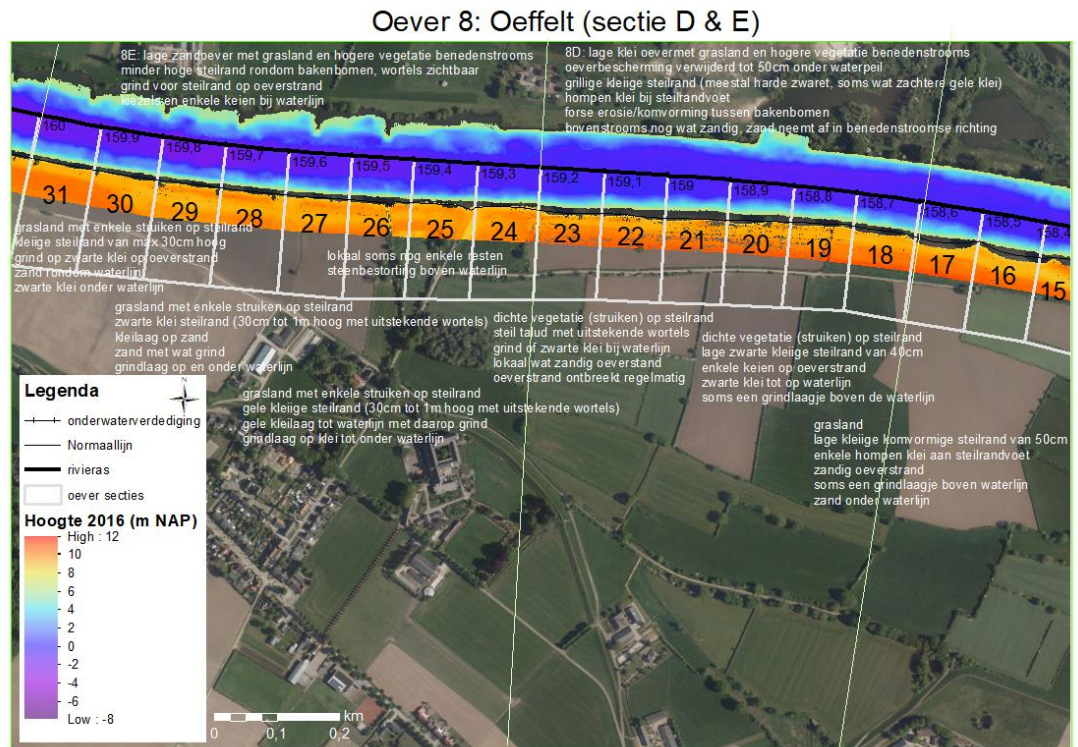 Oever 8: Oeffelt (sectie D & E)
8E: lage zandoever met grasland en hogere vegetatie benedenstrooms
minder hoge steilrand rondom bakenbomen, wortels zichtbaar
grind voor steilrand op oeverstrand
kiezels en enkele keien bij waterlijn
8D: lage klei oevermet grasland en hogere vegetatie benedenstrooms
oeverbescherming verwijderd tot 50cm onder waterpeil
grillige kleiige steilrand (meestal harde zwaret, soms wat zachtere gele klei)
hompen klei bij steilrandvoet
forse erosie/komvorming tussen bakenbomen
bovenstrooms nog wat zandig, zand neemt af in benedenstroomse richting
160 159,9 159,8 159,7 159,6 159,5 159,4 159,3 159,2 159,1 159 158,9 158,8 158,7 158,6 158,5 158,4
31 30 29 28 27 26 25 24 23 22 21 20 19 18 17 16 15
grasland met enkele struiken op steilrand
kleiige steilrand van max 30cm hoog
grind op zwarte klei op oeverstrand
zand rondom waterlijn
zwarte klei onder waterlijn
lokaal soms nog enkele resten
steenbestorting boven waterlijn
grasland met enkele struiken op steilrand
zwarte klei steilrand (30cm tot 1m hoog met uitstekende wortels)
kleilaag op zand
zand met wat grind
grindlaag op en onder waterlijn
dichte vegetatie (struiken) op steilrand
steil talud met uitstekende wortels
grind of zwarte klei bij waterlijn
lokaal wat zandig oeverstand
oeverstrand ontbreekt regelmatig
dichte vegetatie (struiken) op steilrand
lage zwarte kleiige steilrand van 40cm
enkele keien op oeverstrand
zwarte klei tot op waterlijn
soms een grindlaagje boven de waterlijn
grasland met enkele struiken op steilrand
gele kleiige steilrand (30cm tot 1m hoog met uitstekende wortels)
gele kleilaag tot waterlijn met daarop grind
grindlaag op klei tot onder waterlijn
grasland
lage kleiige komvormige steilrand van 50cm
enkele hompen klei aan steilrandvoet
zandig oeverstrand
soms een grindlaagje boven waterlijn
zand onder waterlijn
Legenda
N
onderwaterverdediging
Normaallijn
rivieras
oever secties
Hoogte 2016 (m NAP)
High : 12
10
8
6
4
2
0
-2
-4
-6
Low : -8
km
0 0,1 0,2